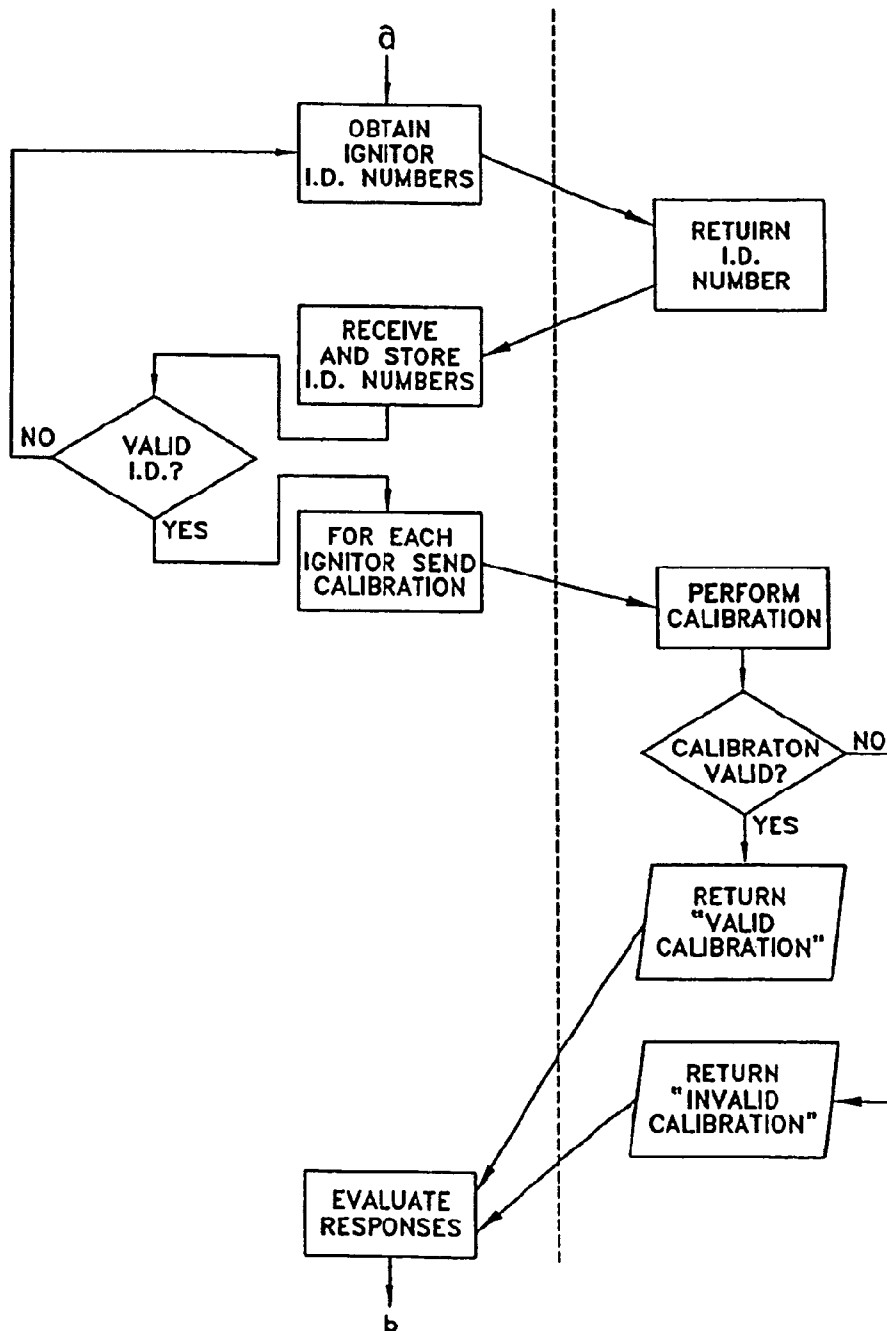 a
OBTAIN
IGNITOR
I.D. NUMBERS
RETUIRN
I.D.
NUMBER
RECEIVE
AND STORE
I.D. NUMBERS
NO
VALID
I.D.?
YES
FOR EACH
IGNITOR SEND
CALIBRATION
PERFORM
CALIBRATION
CALIBRATON
VALID?
NO
YES
RETURN
"VALID
CALIBRATION"
RETURN
"INVALID
CALIBRATION"
EVALUATE
RESPONSES
b